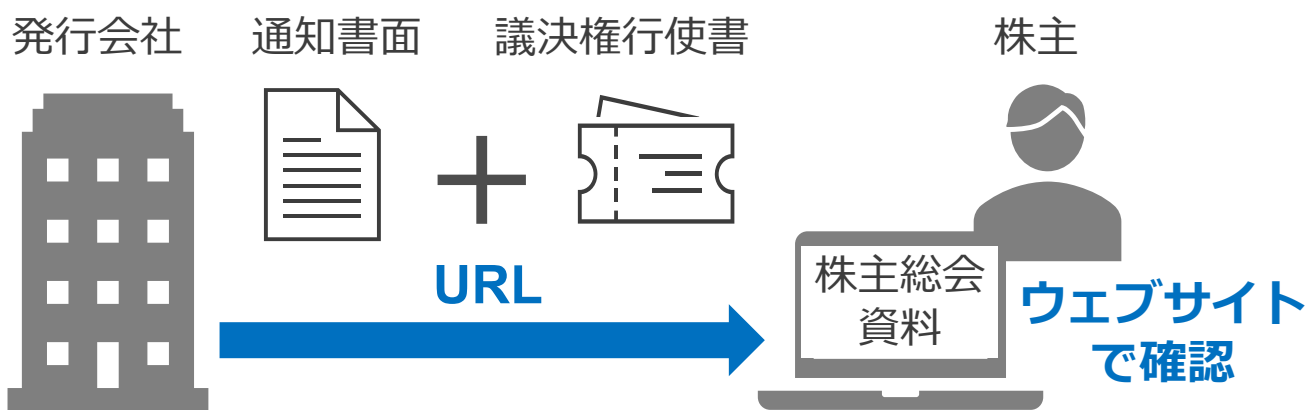 発行会社
通知書面
議決権行使書
株主
URL
株主総会
資料
ウェブサイト
で確認